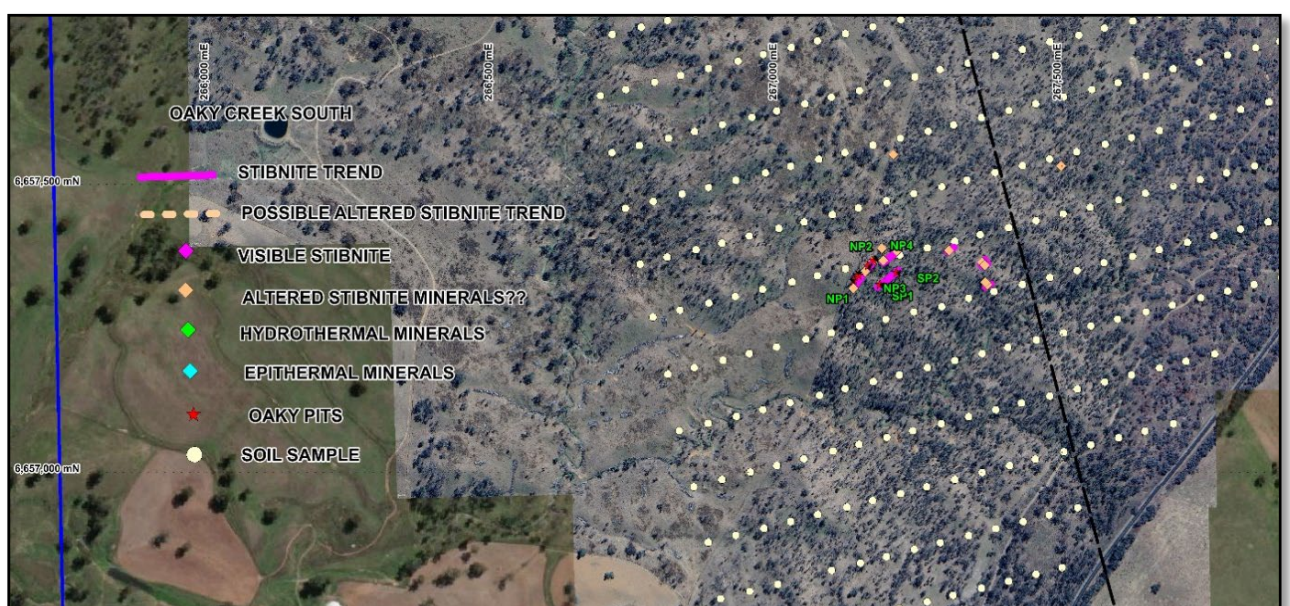 266,000 mE
266,500 mE
267,000 mE
267,500 mE
OAKY CREEK SOUTH
STIBNITE TREND
6,657,500 mN
POSSIBLE ALTERED STIBNITE TREND
VISIBLE STIBNITE
NP2
NP4
SP2
ALTERED STIBNITE MINERALS??
NP1
NP3
SP1
HYDROTHERMAL MINERALS
EPITHERMAL MINERALS
OAKY PITS
SOIL SAMPLE
6,657,000 mN